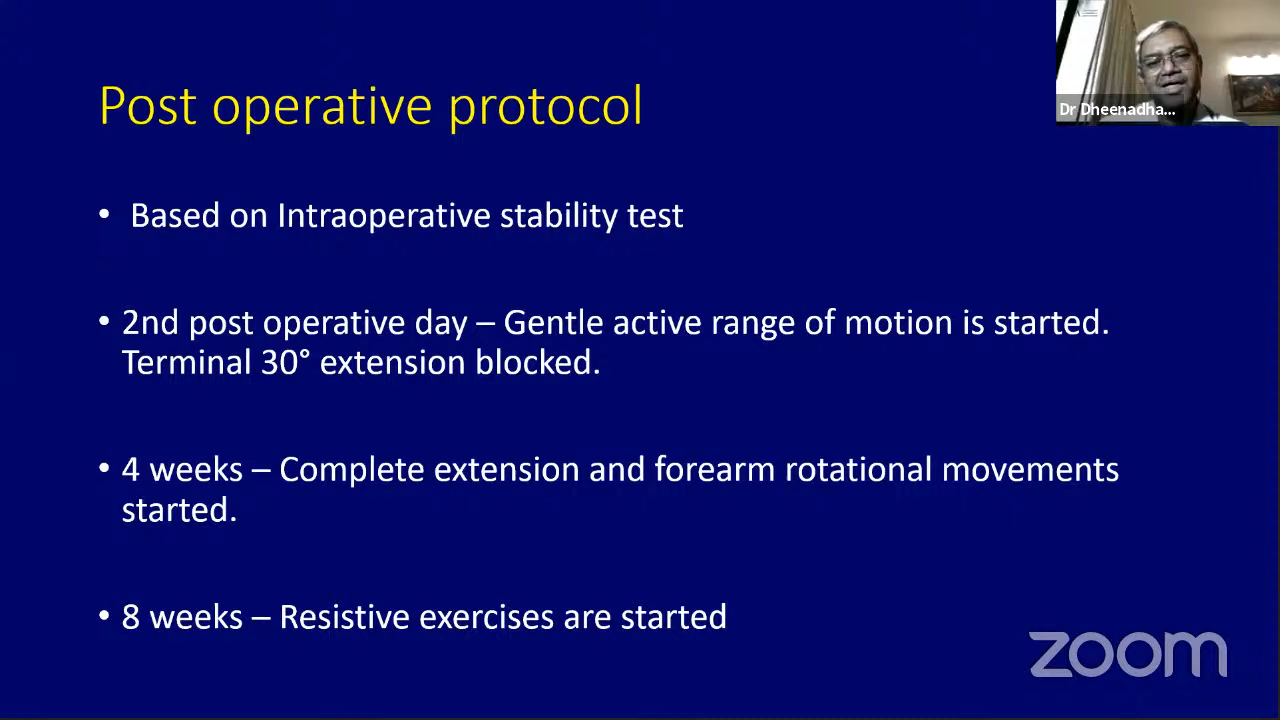 Post operative protocol
Dr Dheenadha...
• Based on Intraoperative stability test
• 2nd post operative day – Gentle active range of motion is started.
Terminal 30° extension blocked.
• 4 weeks – Complete extension and forearm rotational movements
started.
• 8 weeks – Resistive exercises are started
zoom